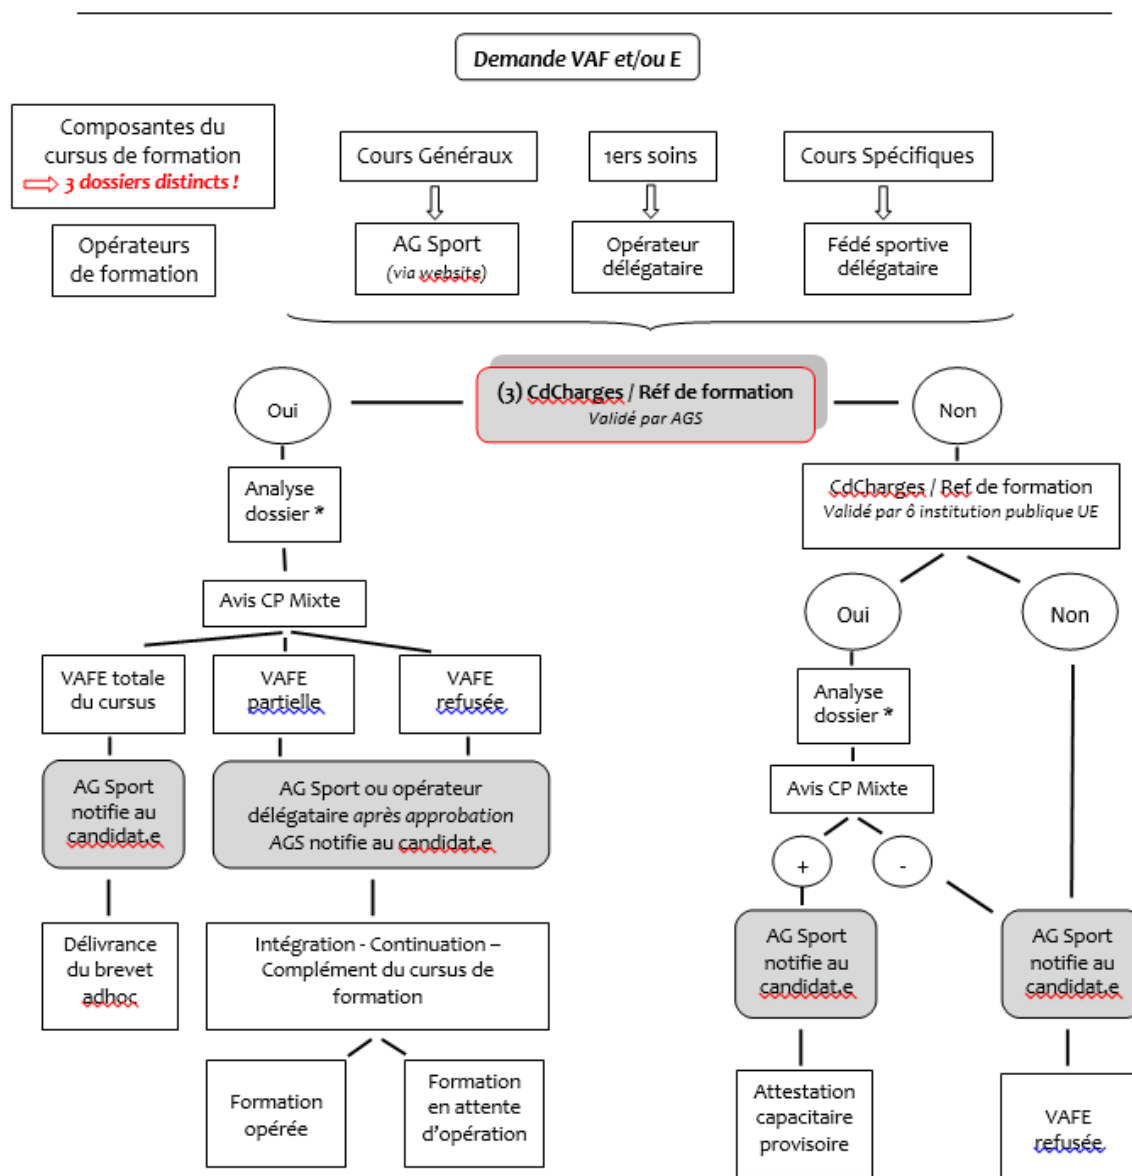 Demande VAF et/ou E
Composantes du
cursus de formation
3 dossiers distincts !
Cours Généraux
1ers soins
Cours Spécifiques
Opérateurs
de formation
AG Sport
(via website)
Opérateur
délégataire
Fédé sportive
délégataire
(3) CdCharges / Réf de formation
Validé par AGS
Oui
Non
Analyse
dossier *
CdCharges / Ref de formation
Validé par ô institution publique UE
Avis CP Mixte
Oui
Non
VAFE totale
du cursus
VAFE
partielle
VAFE
refusée
Analyse
dossier *
AG Sport
notifie au
candidat.e
AG Sport ou opérateur
délégataire après approbation
AGS notifie au candidat.e
Avis CP Mixte
+
-
Délivrance
du brevet
adhoc
Intégration - Continuation –
Complément du cursus de
formation
AG Sport
notifie au
candidat.e
AG Sport
notifie au
candidat.e
Formation
opérée
Formation
en attente
d'opération
Attestation
capacitaire
provisoire
VAFE
refusée